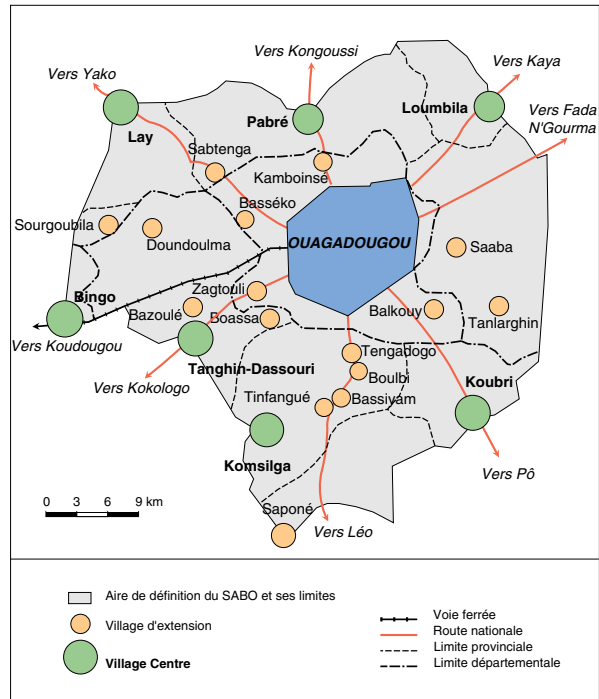 Vers Kongoussi
Vers Kaya
Vers Yako
Vers Fada
N'Gourma
Loumbila
Pabré
Lay
Sabtenga
Kamboinsé
Basséko
Sourgoubila
Doundoulma
OUAGADOUGOU
Saaba
Zagtouli
Bingo
Bazoulé
Boassa
Balkouy
Tanlarghin
Vers Koudougou
Tengadogo
Tanghin-Dassouri
Boulbi
Koubri
Vers Kokologo
Tinfangué
Bassiyam
Komsilga
Vers Pô
0 3 6 9 km
Saponé
Vers Léo
Aire de définition du SABO et ses limites
Village d'extension
Village Centre
Voie ferrée
Route nationale
Limite provinciale
Limite départementale